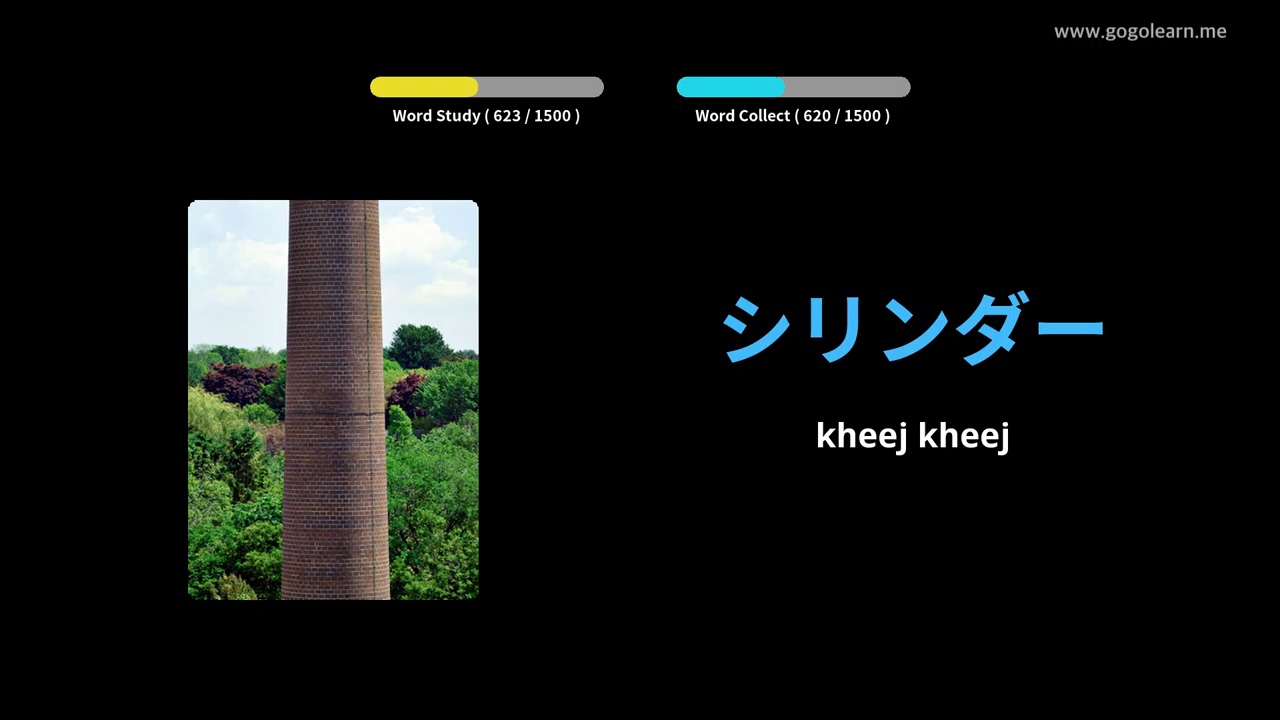 www.gogolearn.me
Word Study ( 623 / 1500 )
Word Collect ( 620 / 1500 )
シリンダー
kheej kheej